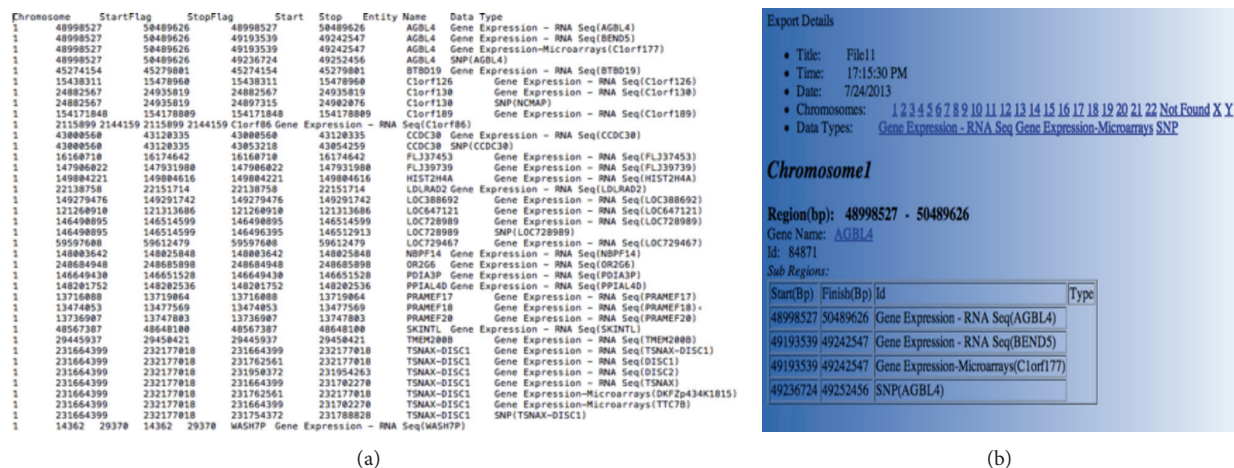 Chromosome StartFlag StopFlag Start Stop Entity Name Data Type
1 48998527 50489626 48998527 50489626 AGBL4 Gene Expression - RNA Seq(AGBL4)
1 48998527 50489626 49193539 49242547 AGBL4 Gene Expression - RNA Seq(BEND5)
1 48998527 50489626 49193539 49242547 AGBL4 Gene Expression-Microarrays(C1orf177)
1 48998527 50489626 49236724 49252456 AGBL4 SNP(AGBL4)
1 45274154 45279801 45274154 45279801 BTBD19 Gene Expression - RNA Seq(BTBD19)
1 15438311 15478960 15438311 15478960 C1orf126 Gene Expression - RNA Seq(C1orf126)
1 24882567 24935819 24882567 24935819 C1orf130 Gene Expression - RNA Seq(C1orf130)
1 24882567 24935819 24897315 24902076 C1orf130 SNP(NCMAP)
1 154171848 154178809 154171848 154178809 C1orf189 Gene Expression - RNA Seq(C1orf189)
1 2115899 2144159 2115899 2144159 C1orf86 Gene Expression - RNA Seq(C1orf86)
1 43000560 43120335 43000560 43120335 CCDC30 Gene Expression - RNA Seq(CCDC30)
1 43000560 43120335 43053218 43054259 CCDC30 SNP(CCDC30)
1 16160710 16174642 16160710 16174642 FLJ37453 Gene Expression - RNA Seq(FLJ37453)
1 147906022 147931980 147906022 147931980 FLJ39739 Gene Expression - RNA Seq(FLJ39739)
1 149804221 149804616 149804221 149804616 HIST2H4A Gene Expression - RNA Seq(HIST2H4A)
1 22138758 22151714 22138758 22151714 LDLRAD2 Gene Expression - RNA Seq(LDLRAD2)
1 149279476 149291742 149279476 149291742 LOC388692 Gene Expression - RNA Seq(LOC388692)
1 121260910 121313686 121260910 121313686 LOC647121 Gene Expression - RNA Seq(LOC647121)
1 146490895 146514599 146490895 146514599 LOC728989 Gene Expression - RNA Seq(LOC728989)
1 146490895 146514599 146496395 146512913 LOC728989 SNP(LOC728989)
1 59597608 59612479 59597608 59612479 LOC729467 Gene Expression - RNA Seq(LOC729467)
1 148003642 148025848 148003642 148025848 NBPF14 Gene Expression - RNA Seq(NBPF14)
1 248684948 248685898 248684948 248685898 OR2G6 Gene Expression - RNA Seq(OR2G6)
1 146649430 146651528 146649430 146651528 PDIA3P Gene Expression - RNA Seq(PDIA3P)
1 148201752 148202536 148201752 148202536 PPIAL4D Gene Expression - RNA Seq(PPIAL4D)
1 13716088 13719064 13716088 13719064 PRAMEF17 Gene Expression - RNA Seq(PRAMEF17)
1 13474053 13477569 13474053 13477569 PRAMEF18 Gene Expression - RNA Seq(PRAMEF18)<
1 13736907 13747803 13736907 13747803 PRAMEF20 Gene Expression - RNA Seq(PRAMEF20)
1 48567387 48648100 48567387 48648100 SKINTL Gene Expression - RNA Seq(SKINTL)
1 29445937 29450421 29445937 29450421 TMEM200B Gene Expression - RNA Seq(TMEM200B)
1 231664399 232177018 231664399 232177018 TSNAX-DISC1 Gene Expression - RNA Seq(TSNAX-DISC1)
1 231664399 232177018 231762561 232177018 TSNAX-DISC1 Gene Expression - RNA Seq(DISC1)
1 231664399 232177018 231950372 231954263 TSNAX-DISC1 Gene Expression - RNA Seq(DISC2)
1 231664399 232177018 231664399 231702270 TSNAX-DISC1 Gene Expression - RNA Seq(TSNAX)
1 231664399 232177018 231762561 232177018 TSNAX-DISC1 Gene Expression-Microarrays(DKFZp434K1815)
1 231664399 232177018 231664399 231702270 TSNAX-DISC1 Gene Expression-Microarrays(TTC7B)
1 231664399 232177018 231754372 231788828 TSNAX-DISC1 SNP(TSNAX-DISC1)
1 14362 29370 14362 29370 WASH7P Gene Expression - RNA Seq(WASH7P)
(a)
Export Details
• Title: File11
• Time: 17:15:30 PM
• Date: 7/24/2013
• Chromosomes: 1 2 3 4 5 6 7 8 9 10 11 12 13 14 15 16 17 18 19 20 21 22 Not Found X Y
• Data Types: Gene Expression - RNA Seq Gene Expression-Microarrays SNP
Chromosome1
Region(bp): 48998527 - 50489626
Gene Name: AGBL4
Id: 84871
Sub Regions:
Start(Bp) Finish(Bp) Id Type
48998527 50489626 Gene Expression - RNA Seq(AGBL4)
49193539 49242547 Gene Expression - RNA Seq(BEND5)
49193539 49242547 Gene Expression-Microarrays(C1orf177)
49236724 49252456 SNP(AGBL4)
(b)